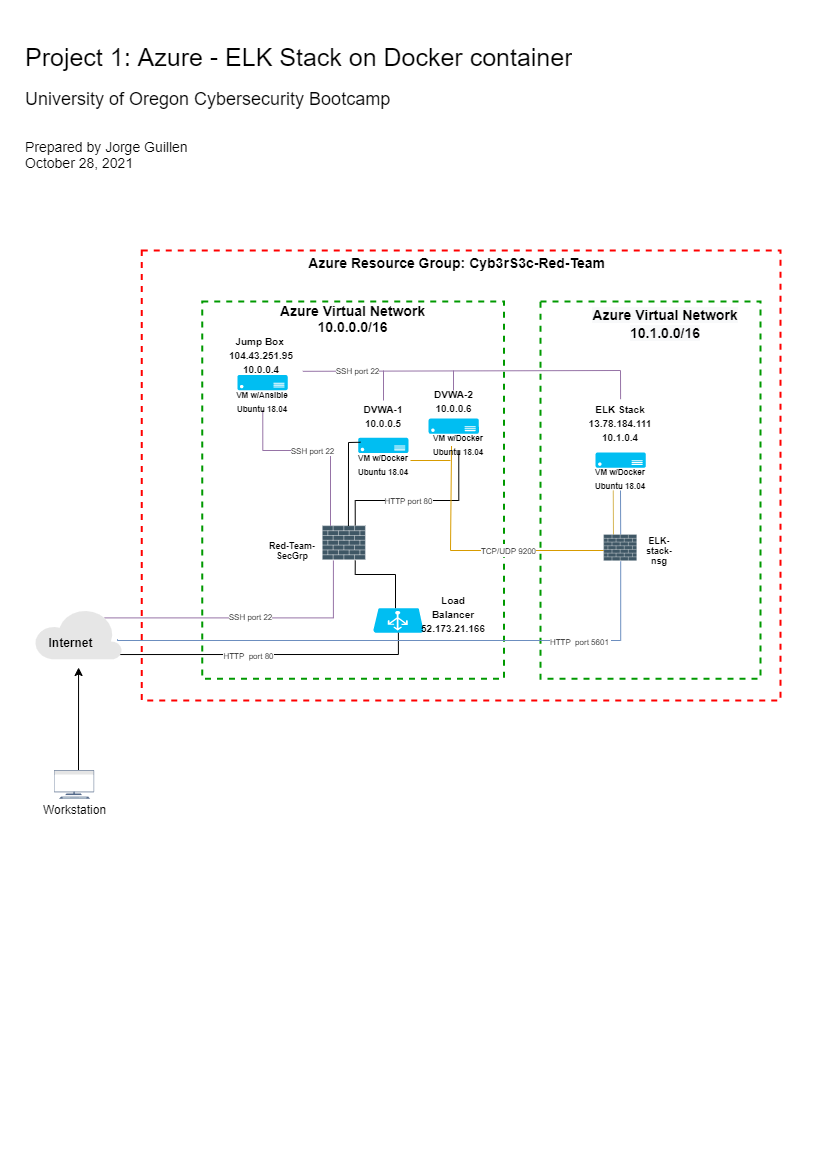 Project 1: Azure - ELK Stack on Docker container
University of Oregon Cybersecurity Bootcamp
Prepared by Jorge Guillen
October 28, 2021
Azure Resource Group: Cyb3rS3c-Red-Team
Azure Virtual Network
10.0.0.0/16
Azure Virtual Network
10.1.0.0/16
Jump Box
104.43.251.95
10.0.0.4
VM w/Ansible
Ubuntu 18.04
SSH port 22
DVWA-1
10.0.0.5
VM w/Docker
Ubuntu 18.04
DVWA-2
10.0.0.6
VM w/Docker
Ubuntu 18.04
ELK Stack
13.78.184.111
10.1.0.4
VM w/Docker
Ubuntu 18.04
SSH port 22
HTTP port 80
Red-Team-
SecGrp
TCP/UDP 9200
ELK-
stack-
nsg
Load
Balancer
52.173.21.166
SSH port 22
Internet
HTTP port 5601
HTTP port 80
Workstation